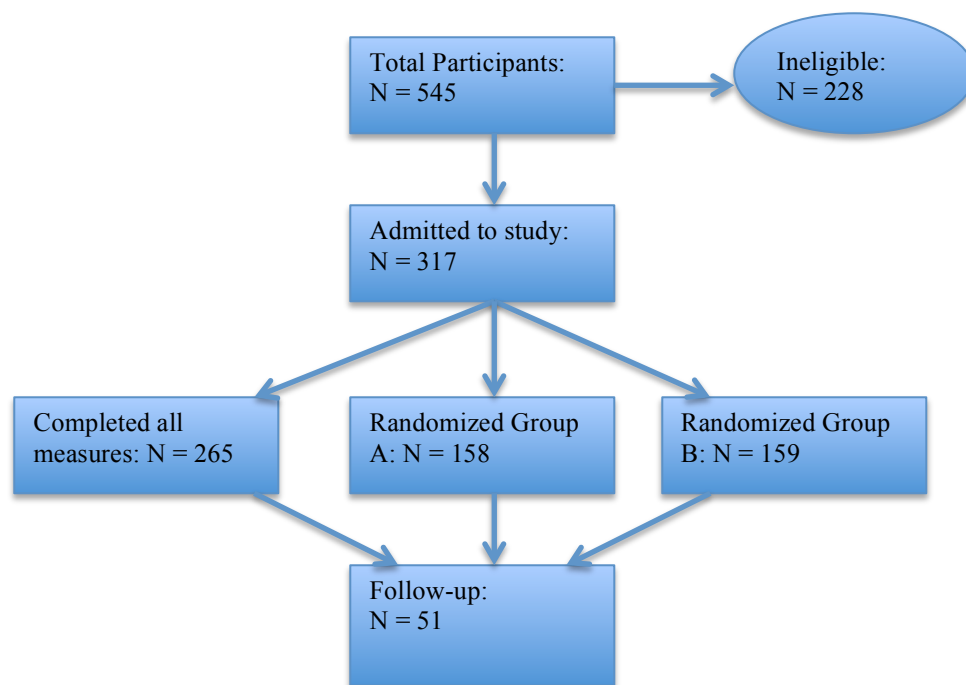 Total Participants:
N = 545
Ineligible:
N = 228
Admitted to study:
N = 317
Completed all
measures: N = 265
Randomized Group
A: N = 158
Randomized Group
B: N = 159
Follow-up:
N = 51